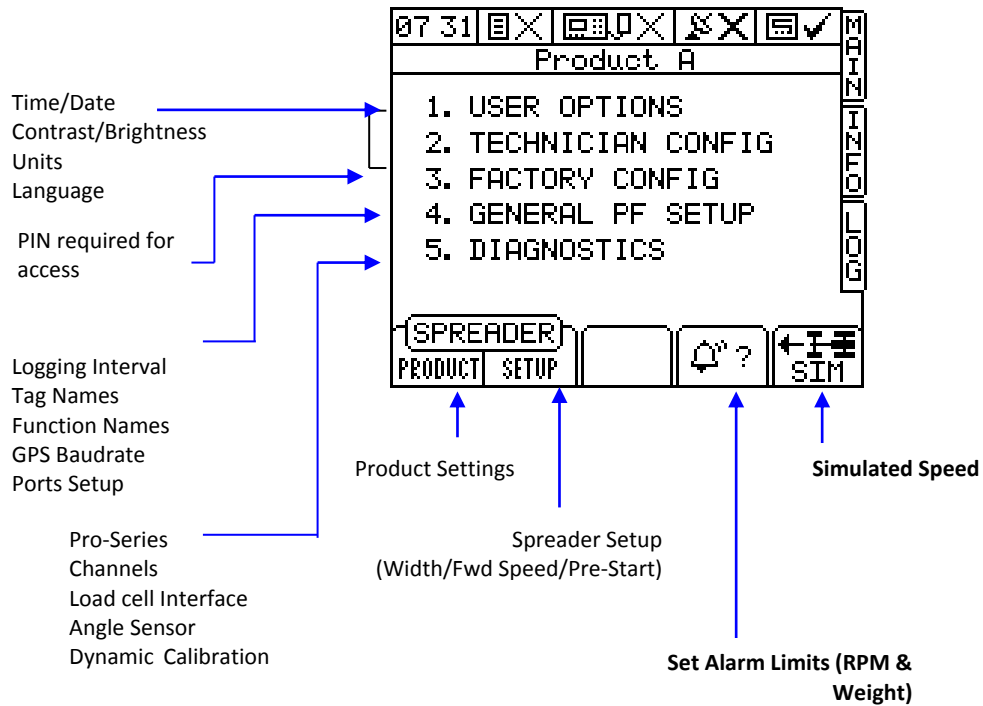 07 31
Product A
MAIN
INFO
LOG
1. USER OPTIONS
2. TECHNICIAN CONFIG
3. FACTORY CONFIG
4. GENERAL PF SETUP
5. DIAGNOSTICS
SPREADER
PRODUCT SETUP
?
SIM
Time/Date
Contrast/Brightness
Units
Language
PIN required for
access
Logging Interval
Tag Names
Function Names
GPS Baudrate
Ports Setup
Pro-Series
Channels
Load cell Interface
Angle Sensor
Dynamic Calibration
Product Settings
Spreader Setup
(Width/Fwd Speed/Pre-Start)
Set Alarm Limits (RPM &
Weight)
Simulated Speed